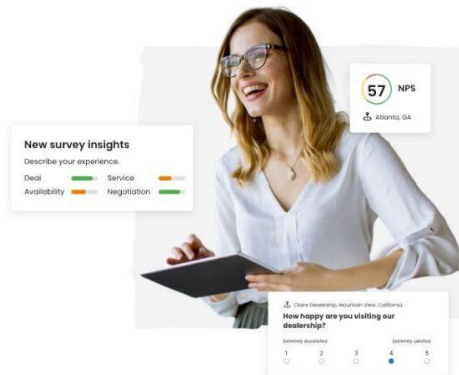 57 NPS
Atlanta, GA
New survey insights
Describe your experience.
Deal Service
Availability Negotiation
Claire Dealership, Mountain View, California
How happy are you visiting our
dealership?
Extremely dissatisfied Extremely satisfied
1 2 3 4 5